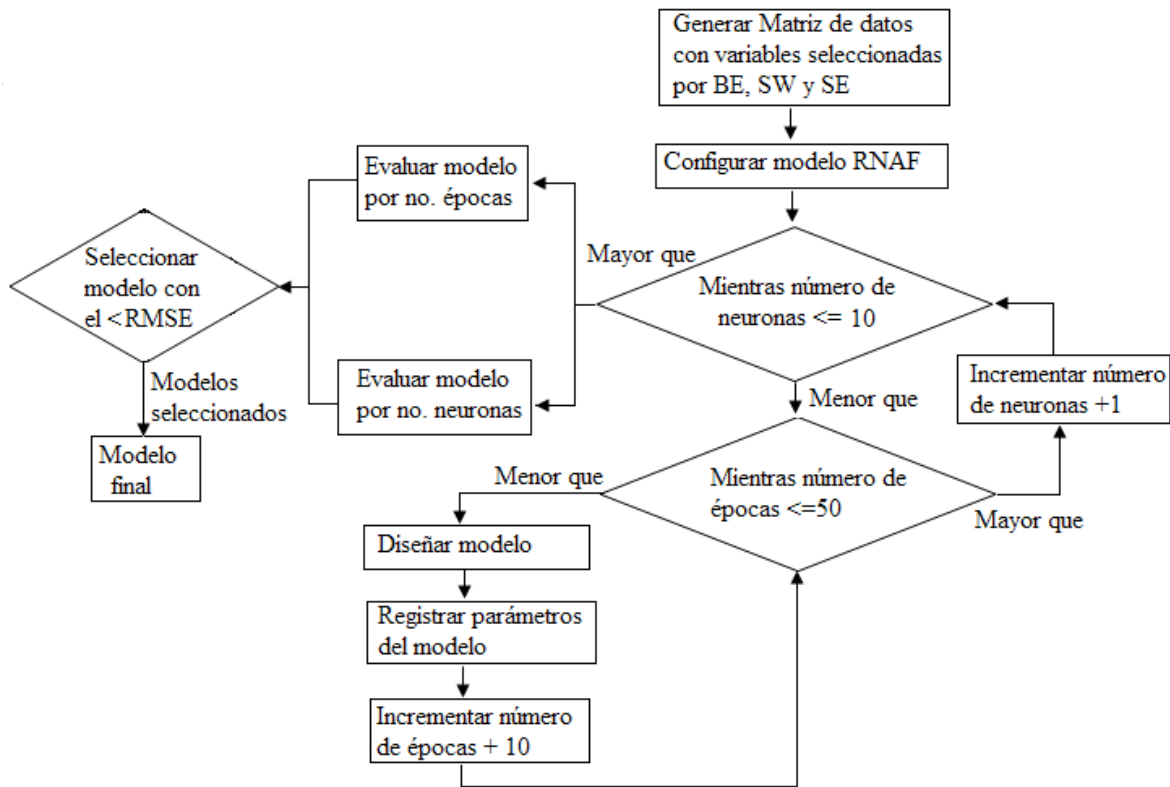 Generar Matriz de datos
con variables seleccionadas
por BE, SW y SE
Configurar modelo RNAF
Mientras número de
neuronas <= 10
Mayor que
Menor que
Evaluar modelo
por no. épocas
Evaluar modelo
por no. neuronas
Seleccionar
modelo con
el <RMSE
Modelos
seleccionados
Modelo
final
Mientras número de
épocas <=50
Mayor que
Incrementar número
de neuronas +1
Menor que
Diseñar modelo
Registrar parámetros
del modelo
Incrementar número
de épocas + 10